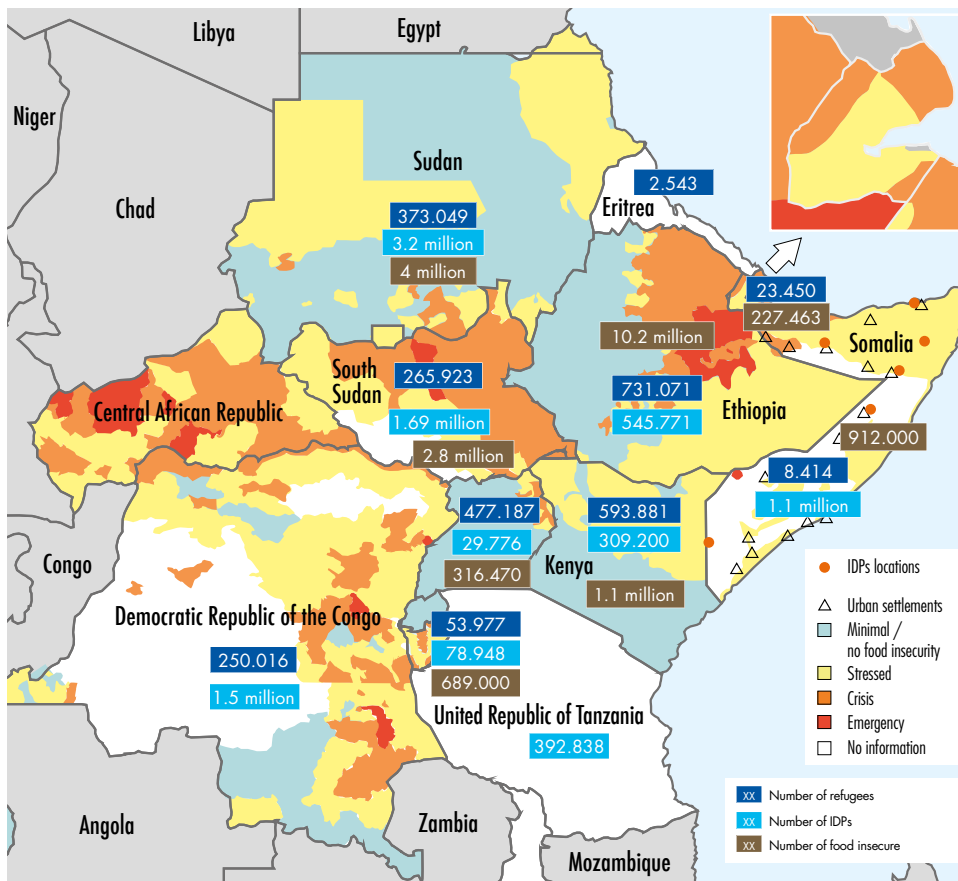 Libya
Egypt
Niger
Sudan
Chad
2.543
Eritrea
373.049
3.2 million
4 million
23.450
227.463
10.2 million
Somalia
South
Sudan
265.923
731.071
Ethiopia
Central African Republic
1.69 million
545.771
2.8 million
912.000
8.414
1.1 million
477.187
593.881
29.776
309.200
316.470
Kenya
1.1 million
Congo
Democratic Republic of the Congo
53.977
250.016
78.948
1.5 million
689.000
United Republic of Tanzania
392.838
Angola
Zambia
Mozambique
IDPs locations
Urban settlements
Minimal /
no food insecurity
Stressed
Crisis
Emergency
No information
xx Number of refugees
xx Number of IDPs
xx Number of food insecure